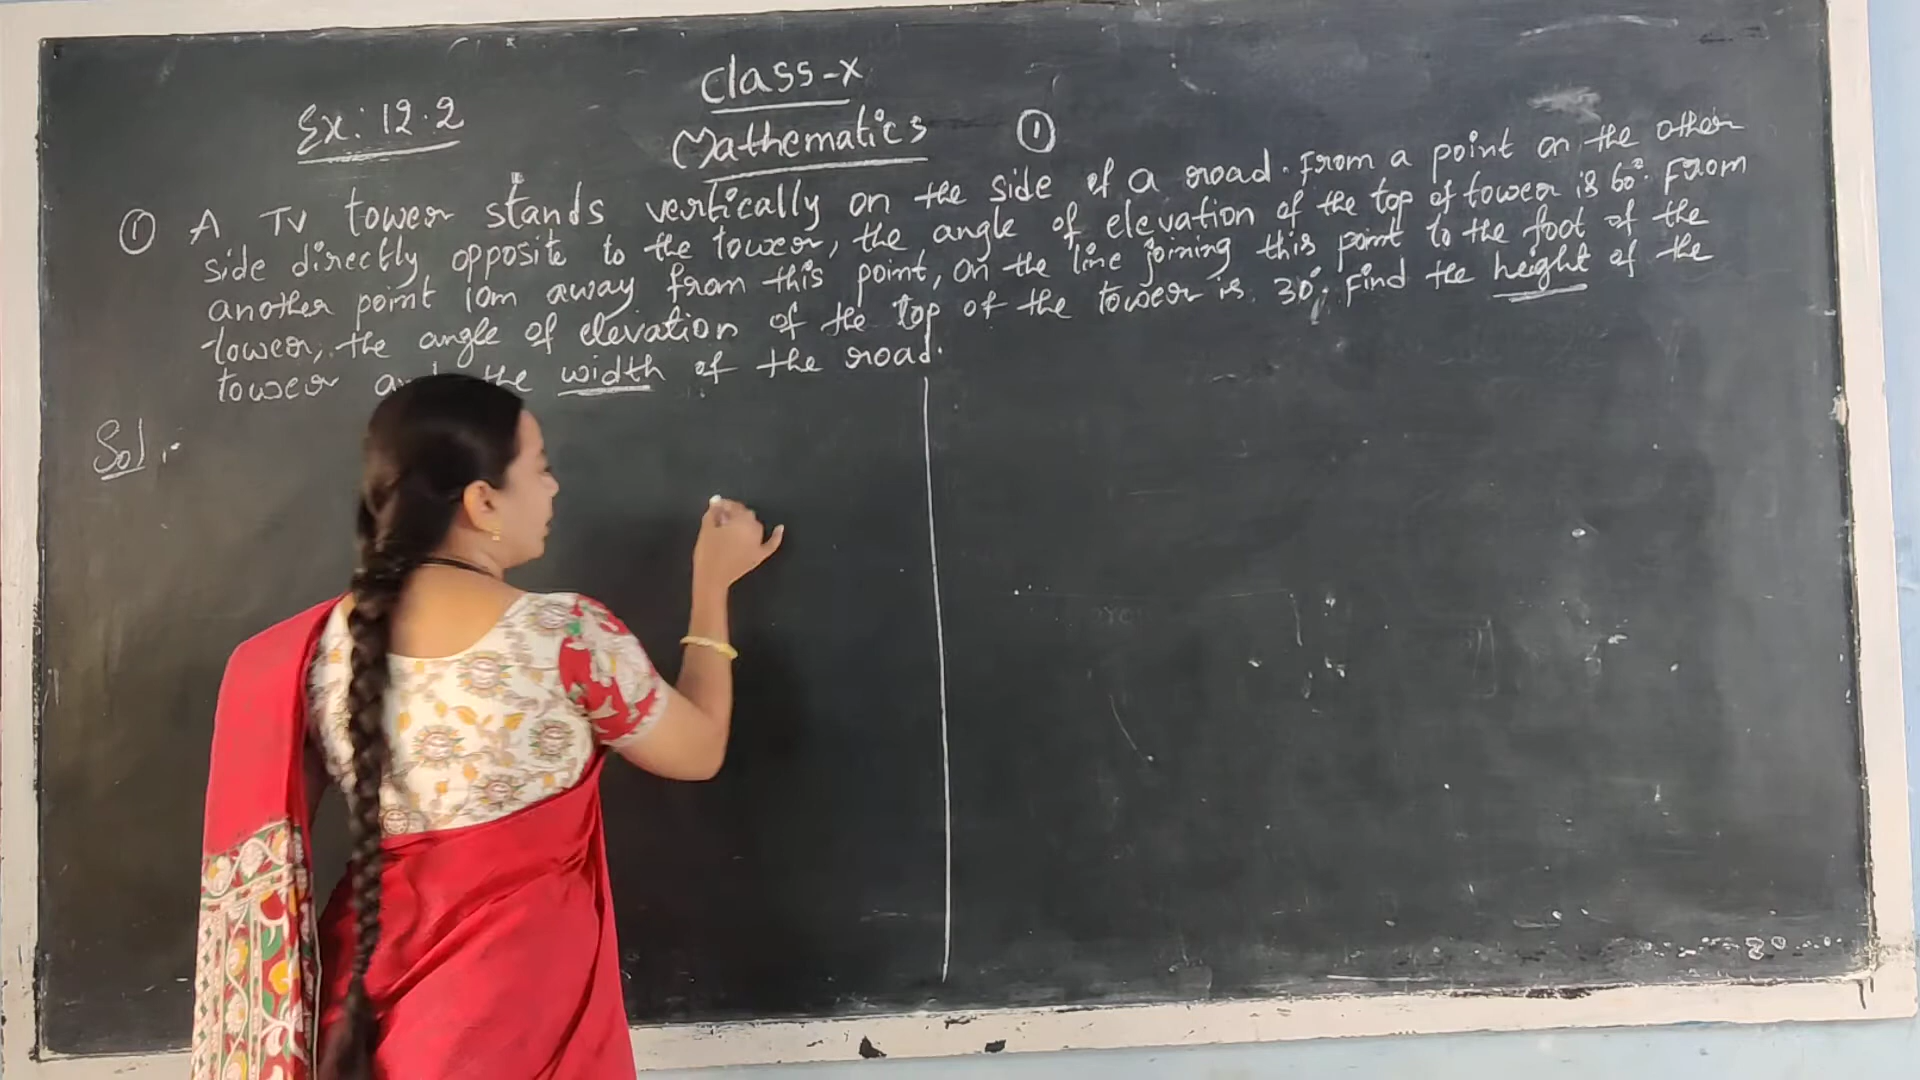 Class-X
Ex: 12.2
Mathematics ①
① A TV tower stands vertically on the side of a road. From a point on the other
side directly opposite to the tower, the angle of elevation of the top of tower is 60°. From
another point 10m away from this point, on the line joining this point to the foot of the
tower, the angle of elevation of the top of the tower is 30°. Find the height of the
tower the width of the road.
Sol:-